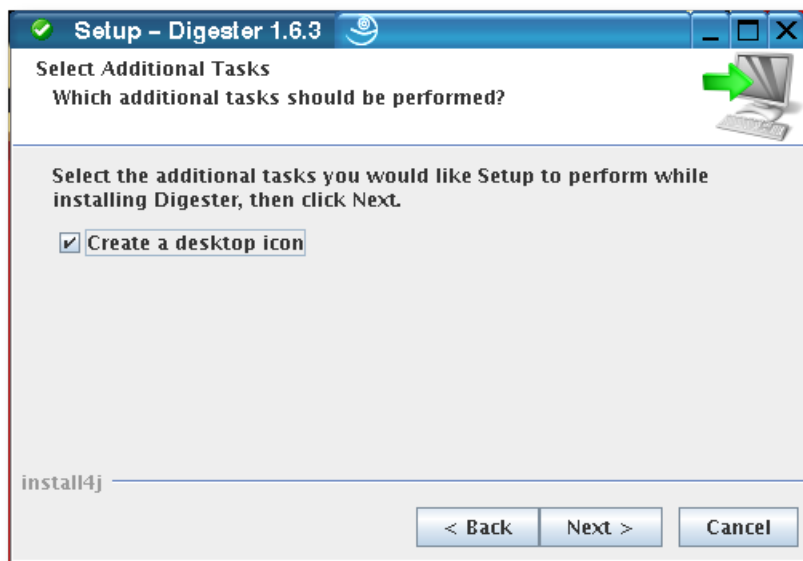 Setup – Digester 1.6.3
Select Additional Tasks
Which additional tasks should be performed?
Select the additional tasks you would like Setup to perform while
installing Digester, then click Next.
Create a desktop icon
install4j
< Back Next > Cancel